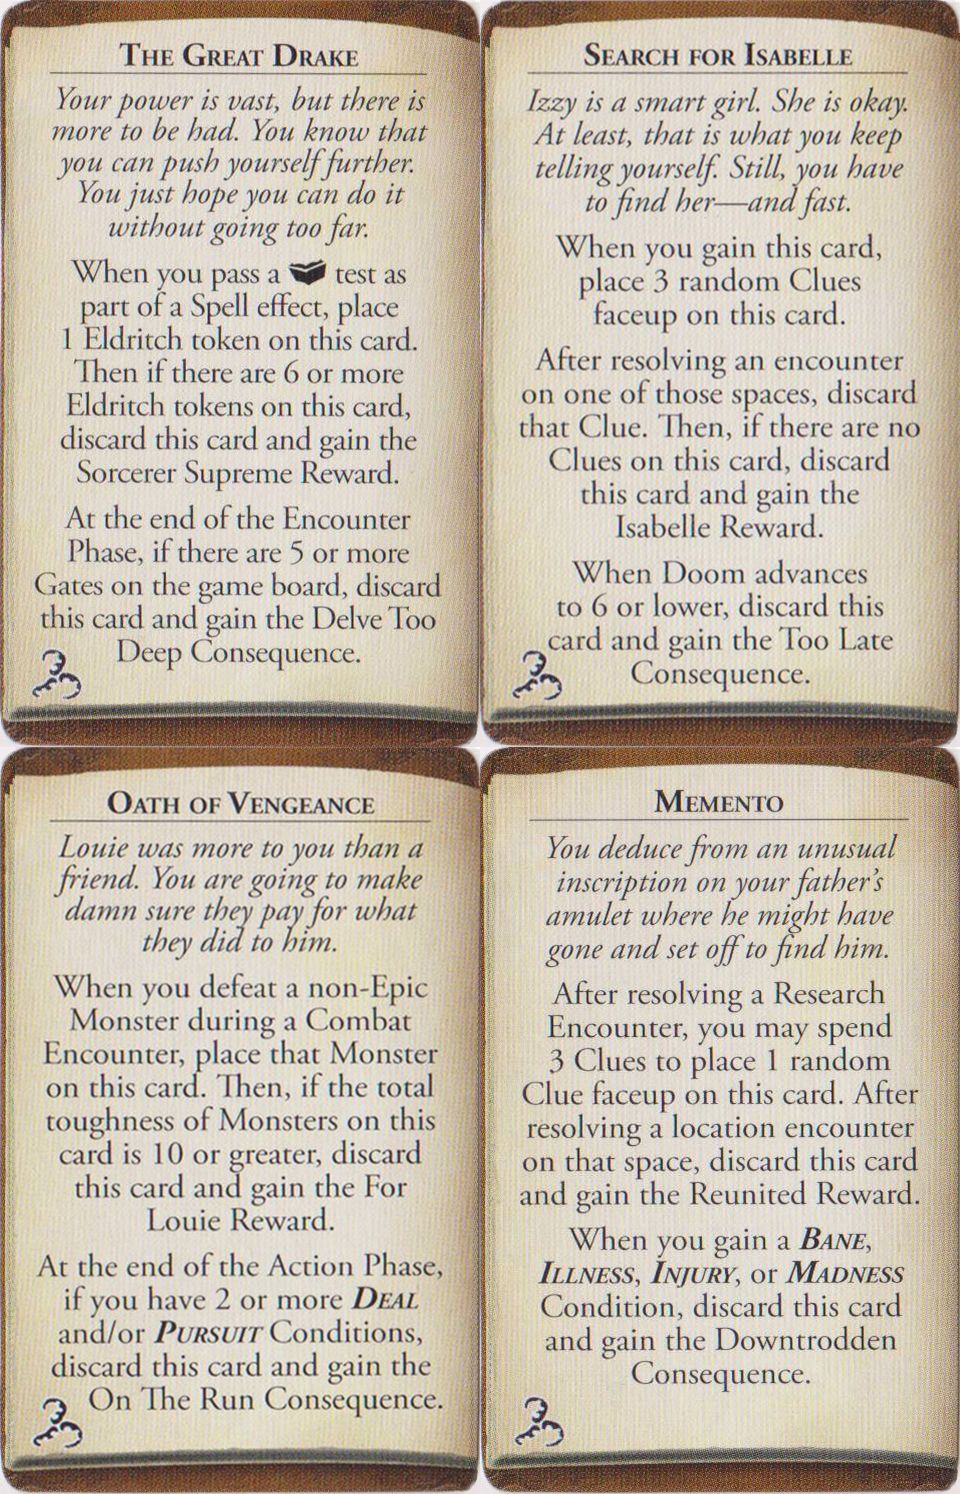 THE GREAT DRAKE
Your power is vast, but there is
more to be had. You know that
you can push yourself further.
You just hope you can do it
without going too far.
When you pass a test as
part of a Spell effect, place
1 Eldritch token on this card.
Then if there are 6 or more
Eldritch tokens on this card,
discard this card and gain the
Sorcerer Supreme Reward.
At the end of the Encounter
Phase, if there are 5 or more
Gates on the game board, discard
this card and gain the Delve Too
Deep Consequence.
SEARCH FOR ISABELLE
Izzy is a smart girl. She is okay.
At least, that is what you keep
telling yourself. Still, you have
to find her—and fast.
When you gain this card,
place 3 random Clues
faceup on this card.
After resolving an encounter
on one of those spaces, discard
that Clue. Then, if there are no
Clues on this card, discard
this card and gain the
Isabelle Reward.
When Doom advances
to 6 or lower, discard this
card and gain the Too Late
Consequence.
OATH OF VENGEANCE
Louie was more to you than a
friend. You are going to make
damn sure they pay for what
they did to him.
When you defeat a non-Epic
Monster during a Combat
Encounter, place that Monster
on this card. Then, if the total
toughness of Monsters on this
card is 10 or greater, discard
this card and gain the For
Louie Reward.
At the end of the Action Phase,
if you have 2 or more DEAL
and/or PURSUIT Conditions,
discard this card and gain the
On The Run Consequence.
MEMENTO
You deduce from an unusual
inscription on your father's
amulet where he might have
gone and set off to find him.
After resolving a Research
Encounter, you may spend
3 Clues to place 1 random
Clue faceup on this card. After
resolving a location encounter
on that space, discard this card
and gain the Reunited Reward.
When you gain a BANE,
ILLNESS, INJURY, or MADNESS
Condition, discard this card
and gain the Downtrodden
Consequence.